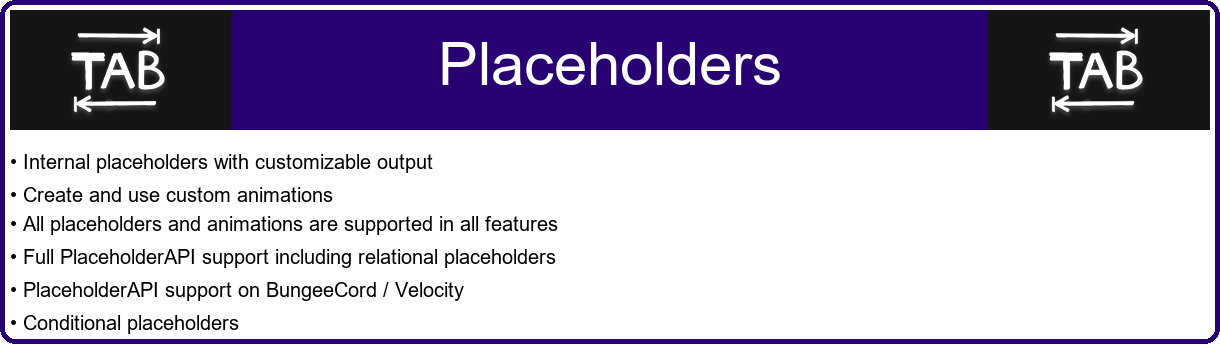 TAB
Placeholders
TAB
• Internal placeholders with customizable output
• Create and use custom animations
• All placeholders and animations are supported in all features
• Full PlaceholderAPI support including relational placeholders
• PlaceholderAPI support on BungeeCord / Velocity
• Conditional placeholders